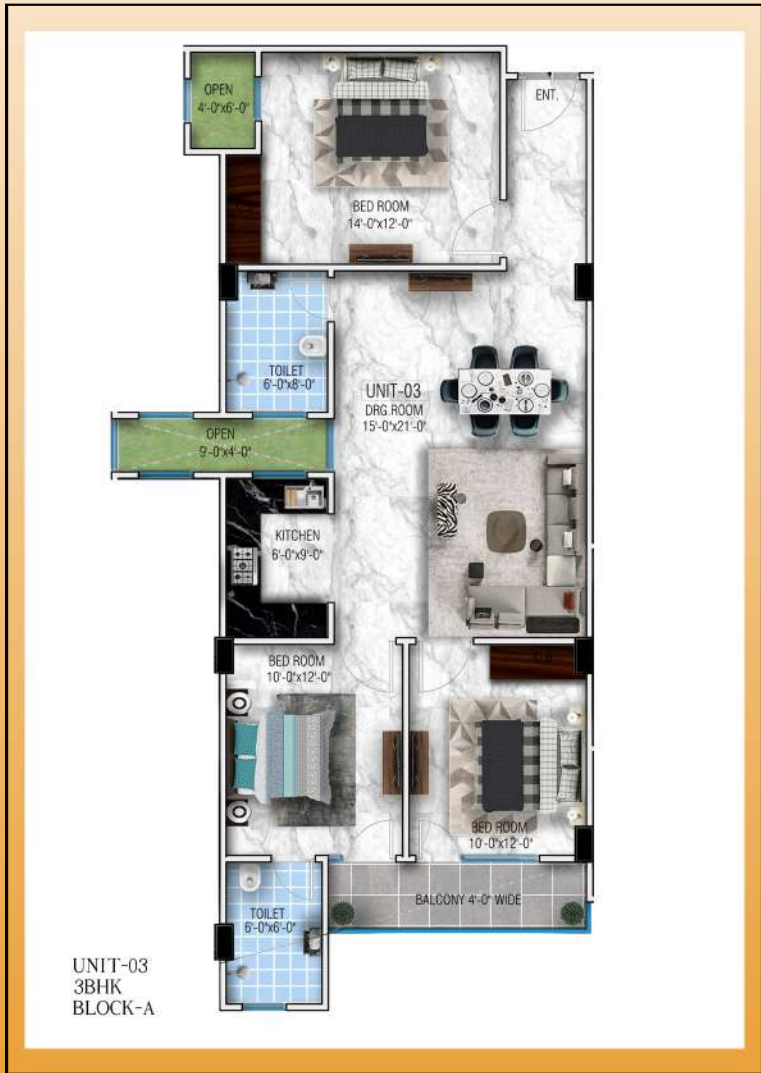 OPEN
4'-0"x6'-0"
ENT.
BED ROOM
14'-0"x12'-0"
TOILET
6'-0"x8'-0"
UNIT-03
DRG.ROOM
15'-0"x21'-0"
OPEN
9'-0"x4'-0"
KITCHEN
6'-0"x9'-0"
BED ROOM
10'-0"x12'-0"
BED ROOM
10'-0"x12'-0"
BALCONY 4'-0" WIDE
TOILET
6'-0"x6'-0"
UNIT-03
3BHK
BLOCK-A